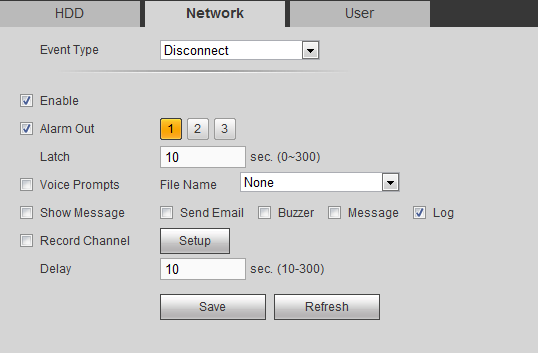 HDD Network User
Event Type Disconnect
Enable
Alarm Out 1 2 3
Latch 10 sec. (0~300)
Voice Prompts File Name None
Show Message Send Email Buzzer Message Log
Record Channel Setup
Delay 10 sec. (10-300)
Save Refresh